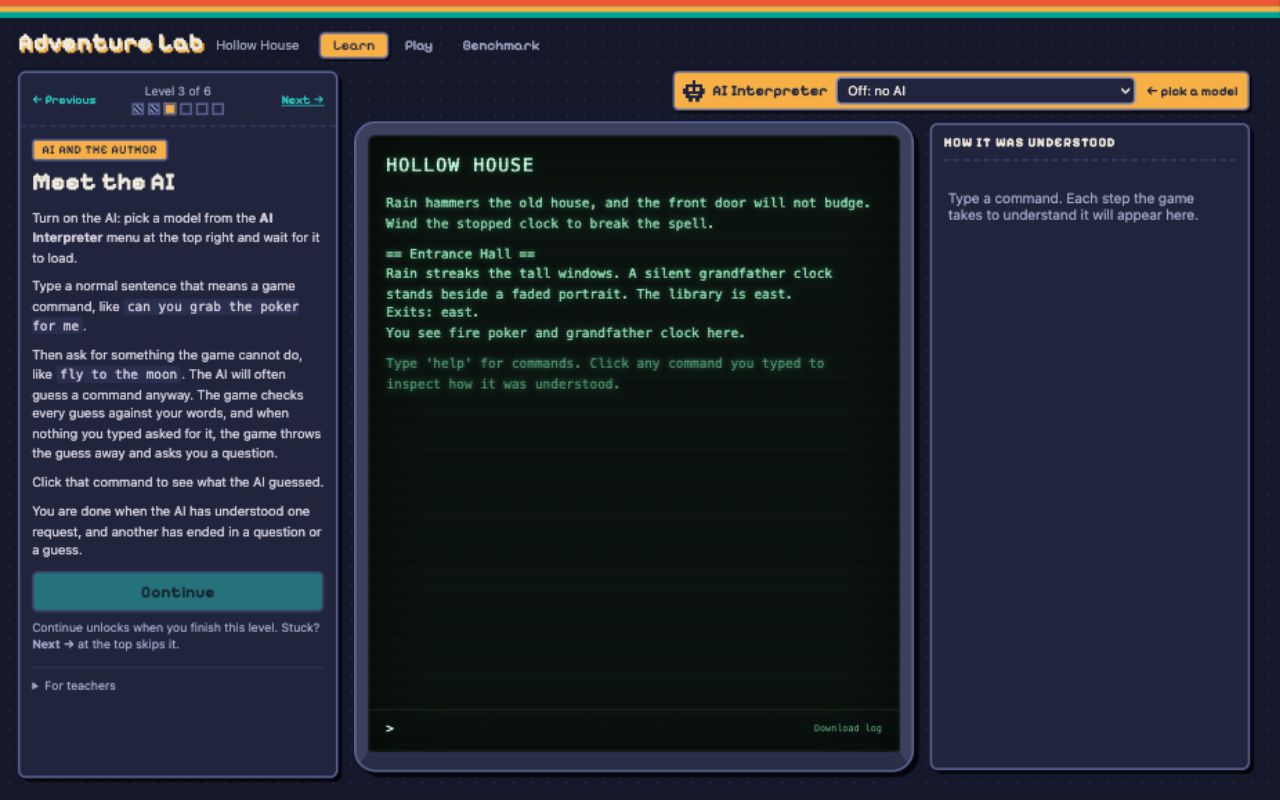 Adventure Lab
Hollow House
Learn
Play
Benchmark
← Previous
Level 3 of 6
Next →
AI AND THE AUTHOR
Meet the AI
Turn on the AI: pick a model from the AI
Interpreter menu at the top right and wait for it
to load.
Type a normal sentence that means a game
command, like can you grab the poker
for me.
Then ask for something the game cannot do,
like fly to the moon. The AI will often
guess a command anyway. The game checks
every guess against your words, and when
nothing you typed asked for it, the game throws
the guess away and asks you a question.
Click that command to see what the AI guessed.
You are done when the AI has understood one
request, and another has ended in a question or
a guess.
Continue
Continue unlocks when you finish this level. Stuck?
Next → at the top skips it.
▶ For teachers
AI Interpreter
Off: no AI
← pick a model
HOLLOW HOUSE
Rain hammers the old house, and the front door will not budge.
Wind the stopped clock to break the spell.
== Entrance Hall ==
Rain streaks the tall windows. A silent grandfather clock
stands beside a faded portrait. The library is east.
Exits: east.
You see fire poker and grandfather clock here.
Type 'help' for commands. Click any command you typed to
inspect how it was understood.
>
Download log
HOW IT WAS UNDERSTOOD
Type a command. Each step the game
takes to understand it will appear here.